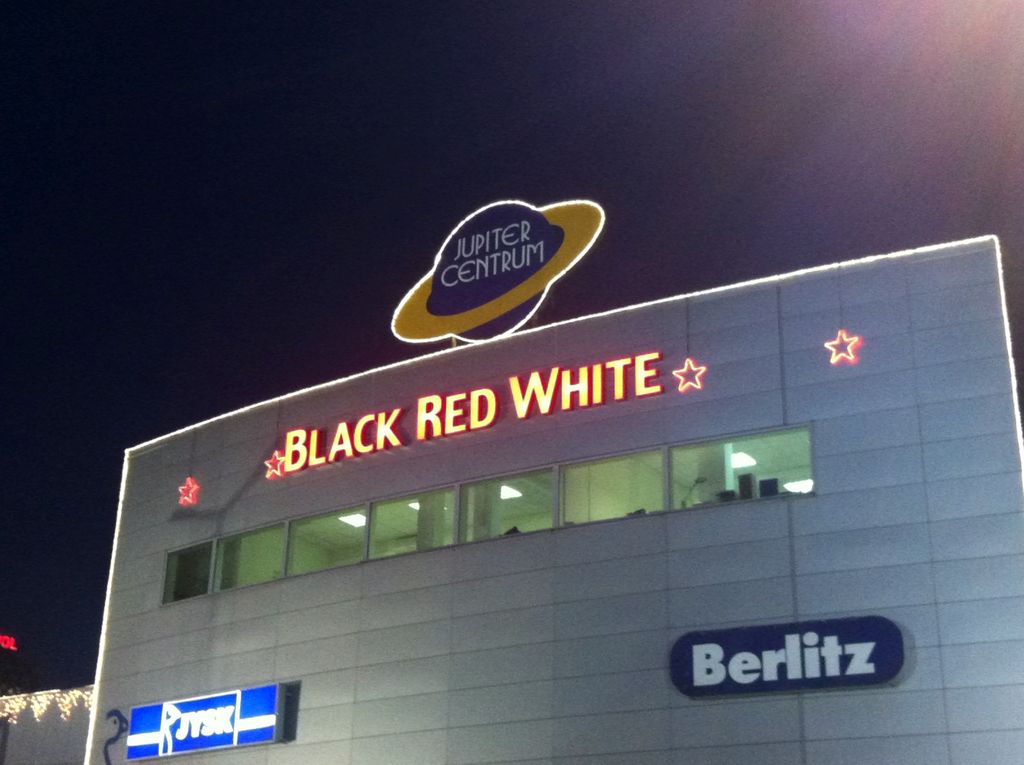 JUPITER
CENTRUM
BLACK RED WHITE
Berlitz
JYSK